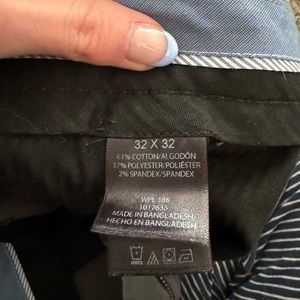 32 X 32
61% COTTON/ALGODÓN
37% POLYESTER/POLIÉSTER
2% SPANDEX/SPANDEX
WPL 386
1017635
MADE IN BANGLADESH
HECHO EN BANGLADESH